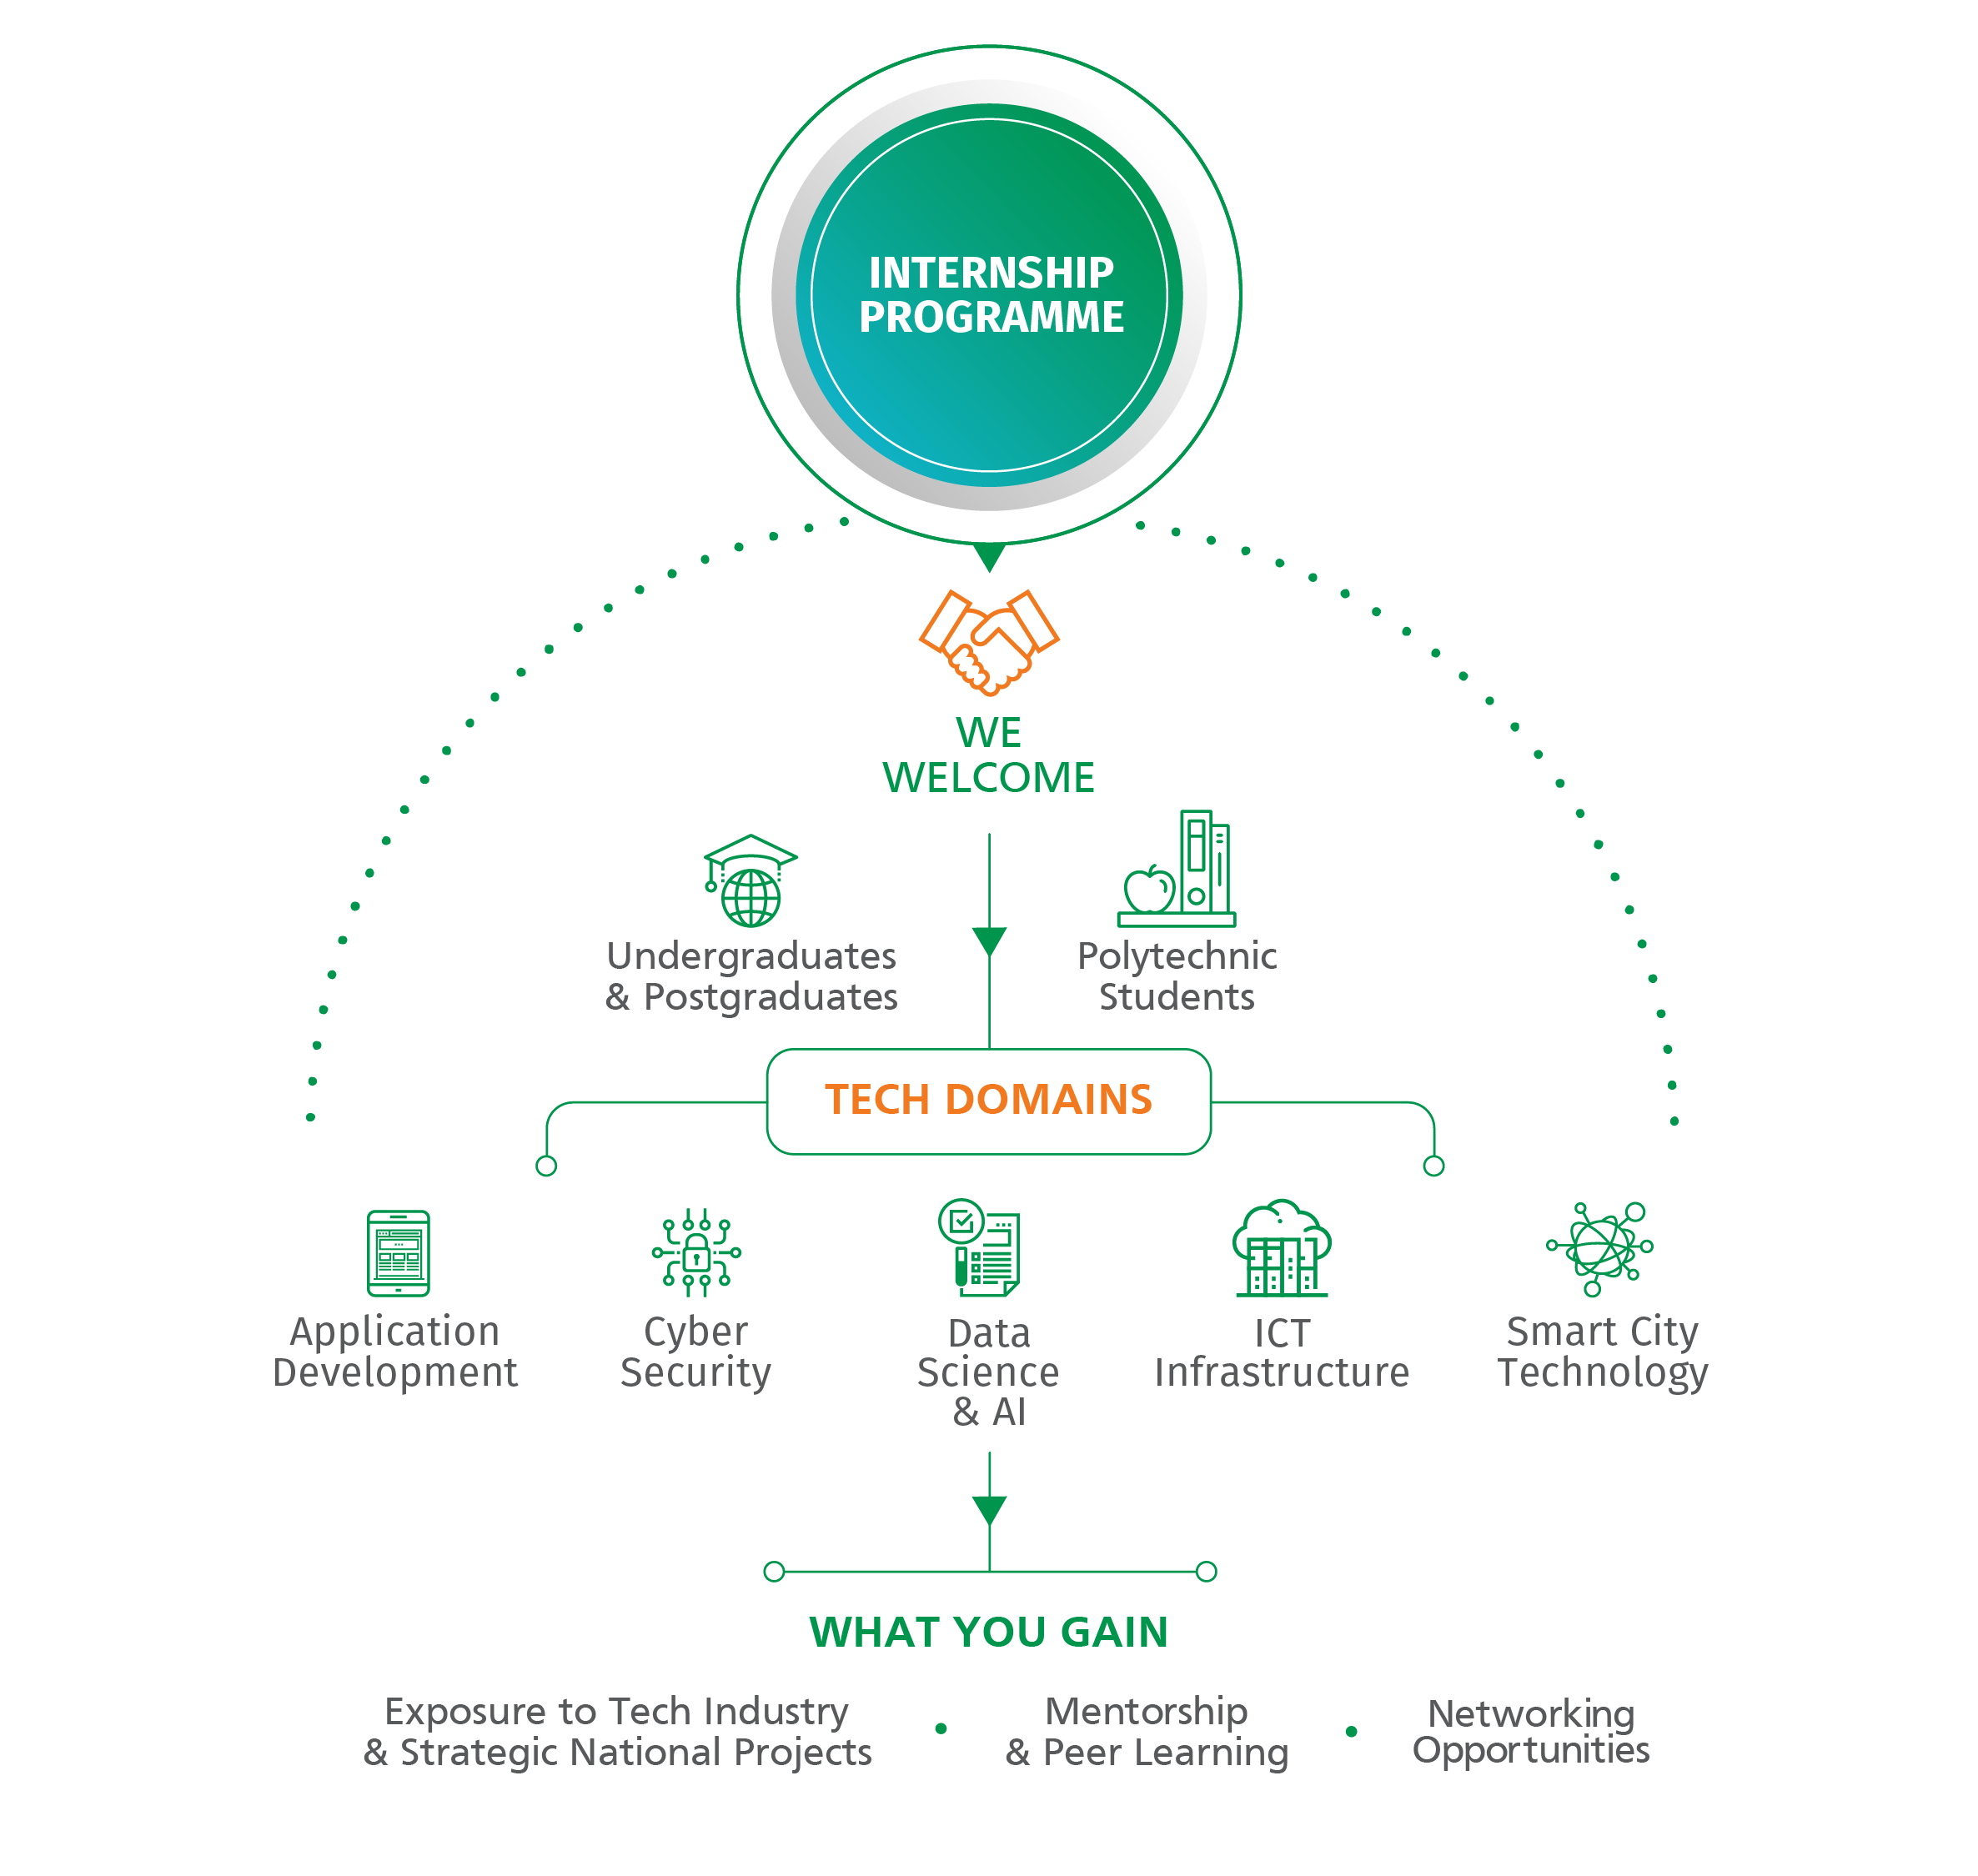 INTERNSHIP
PROGRAMME
WE
WELCOME
Undergraduates
& Postgraduates
Polytechnic
Students
TECH DOMAINS
Application
Development
Cyber
Security
Data
Science
& AI
ICT
Infrastructure
Smart City
Technology
WHAT YOU GAIN
Exposure to Tech Industry
& Strategic National Projects
Mentorship
& Peer Learning
Networking
Opportunities